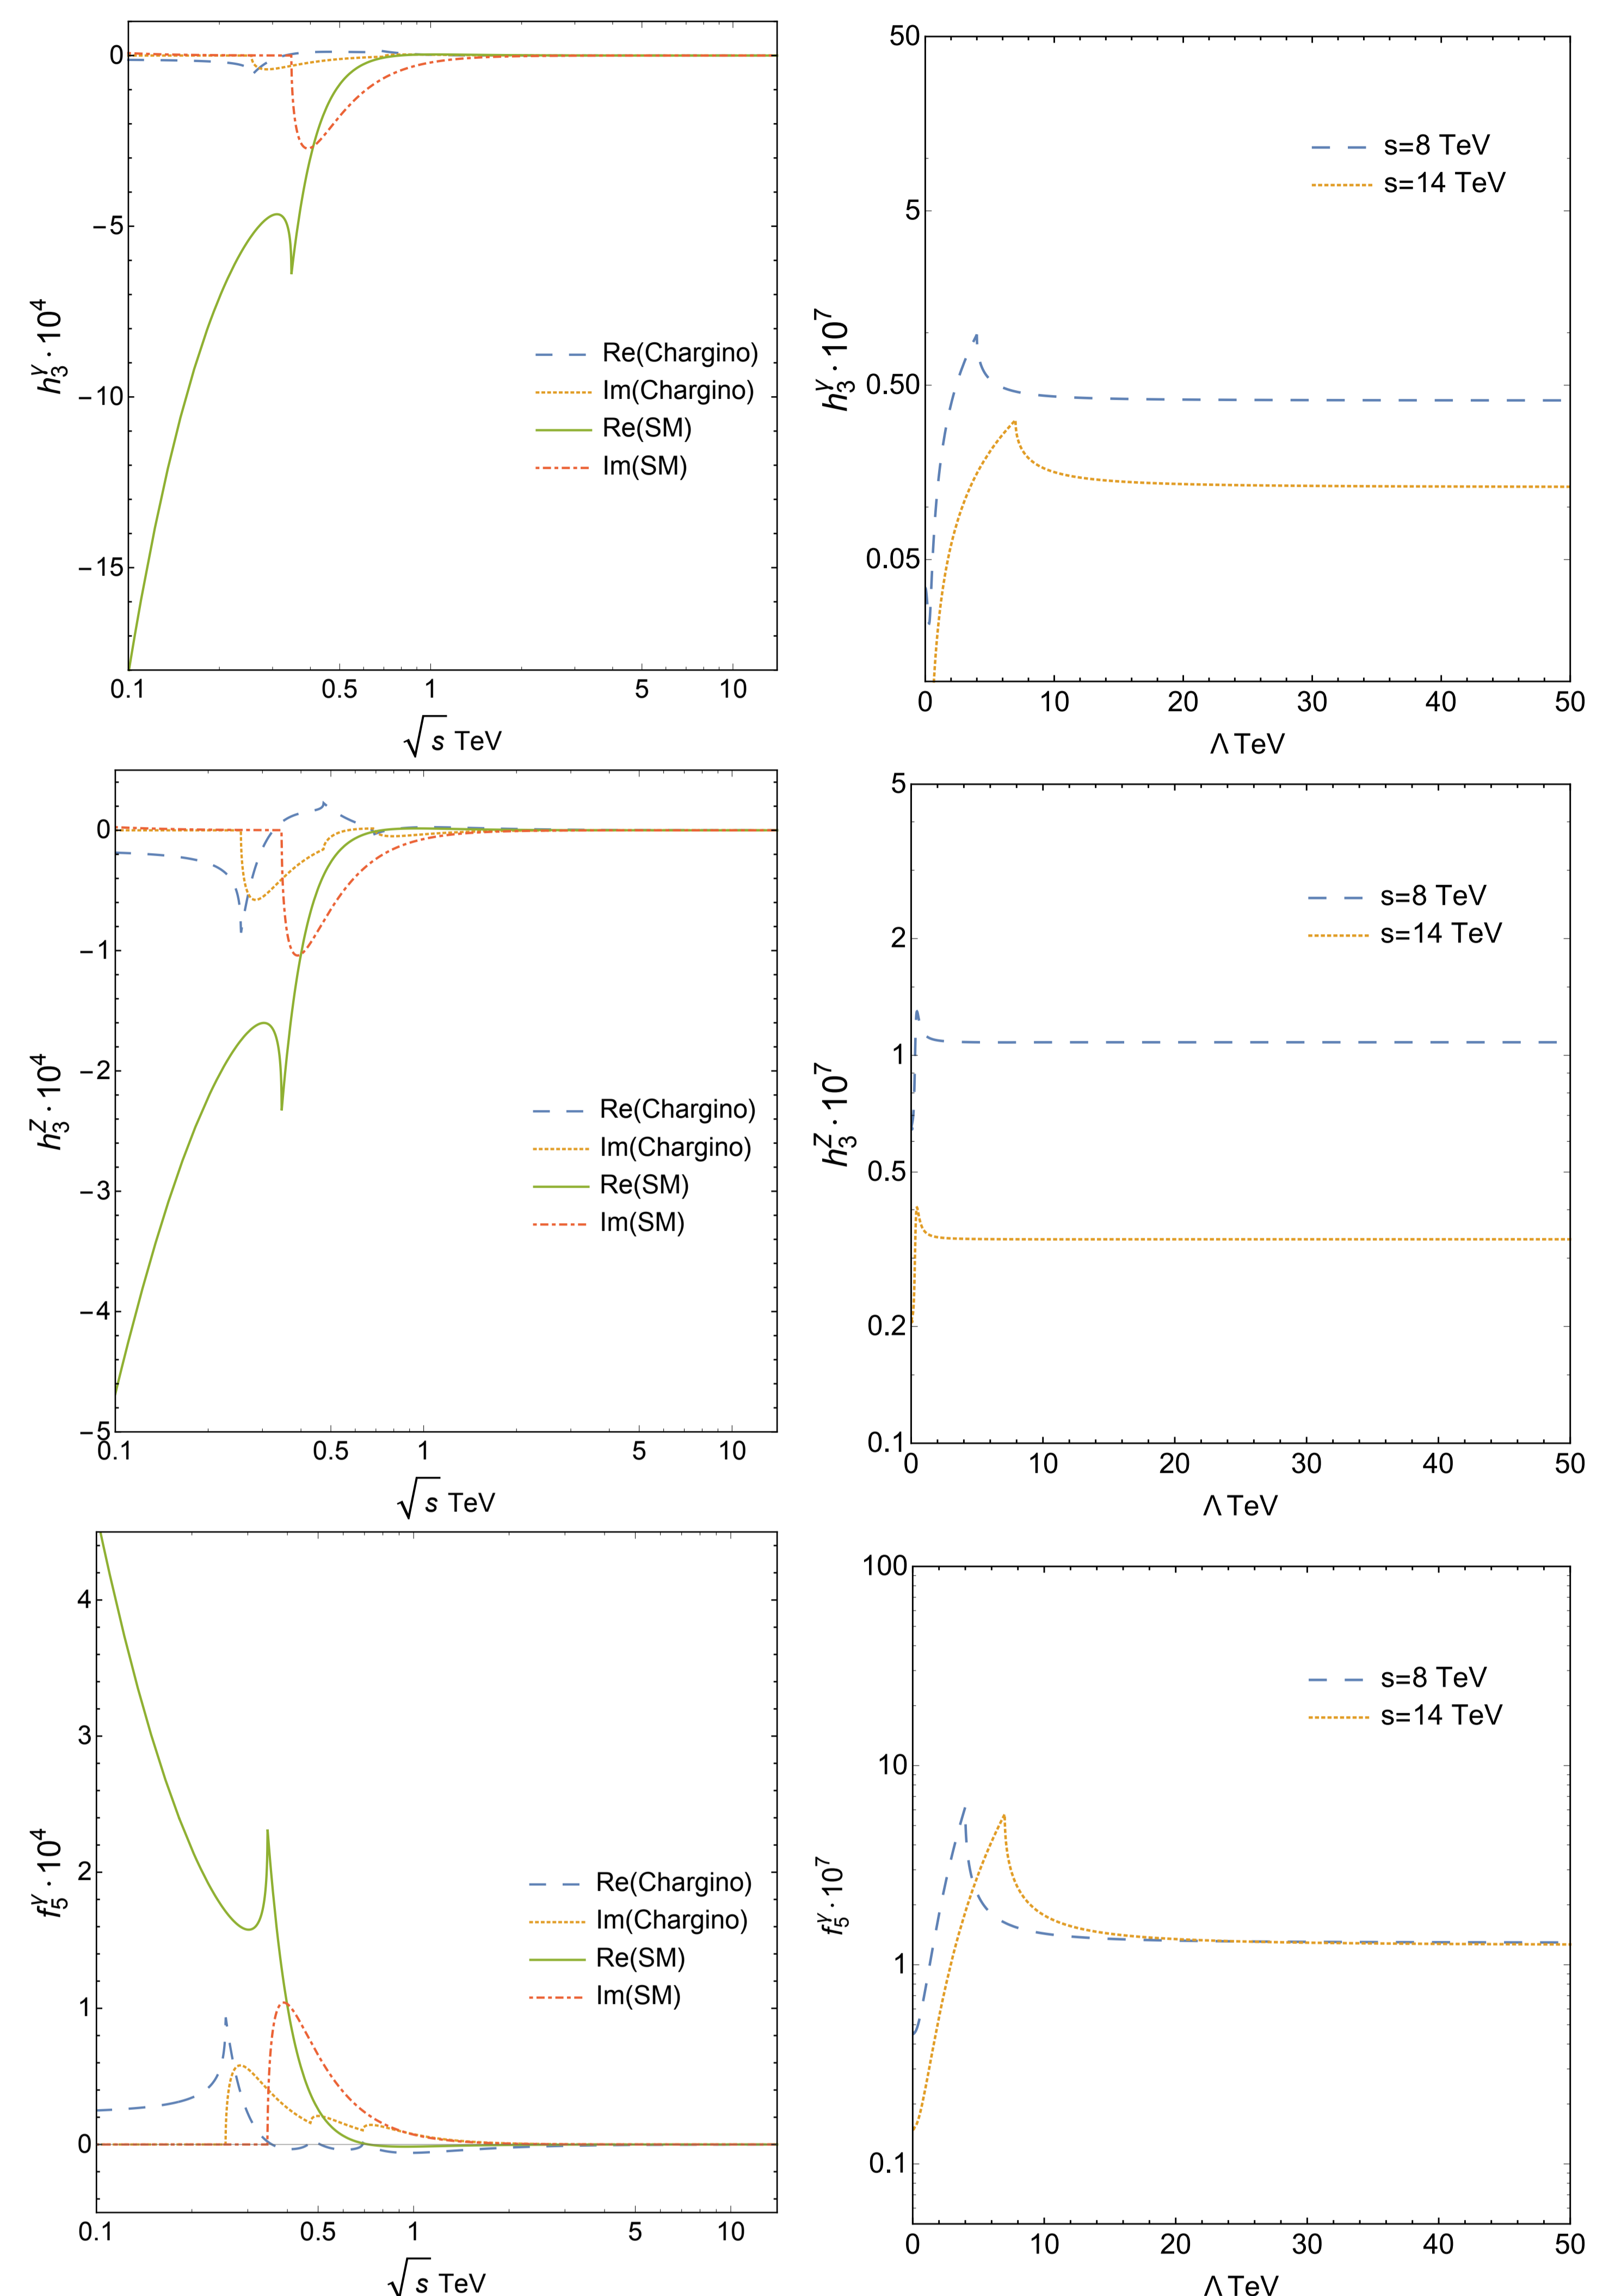 0
−5
−10
−15
h₃^γ · 10⁴
Re(Chargino)
Im(Chargino)
Re(SM)
Im(SM)
0.1 0.5 1 5 10
√s TeV
50
5
0.50
0.05
h₃^γ · 10⁷
s=8 TeV
s=14 TeV
0 10 20 30 40 50
Λ TeV
0
−1
−2
−3
−4
−5
h₃^Z · 10⁴
Re(Chargino)
Im(Chargino)
Re(SM)
Im(SM)
0.1 0.5 1 5 10
√s TeV
5
2
1
0.5
0.2
0.1
h₃^Z · 10⁷
s=8 TeV
s=14 TeV
0 10 20 30 40 50
Λ TeV
4
3
2
1
0
f₅^γ · 10⁴
Re(Chargino)
Im(Chargino)
Re(SM)
Im(SM)
0.1 0.5 1 5 10
√s TeV
100
10
1
0.1
f₅^γ · 10⁷
s=8 TeV
s=14 TeV
0 10 20 30 40 50
Λ TeV